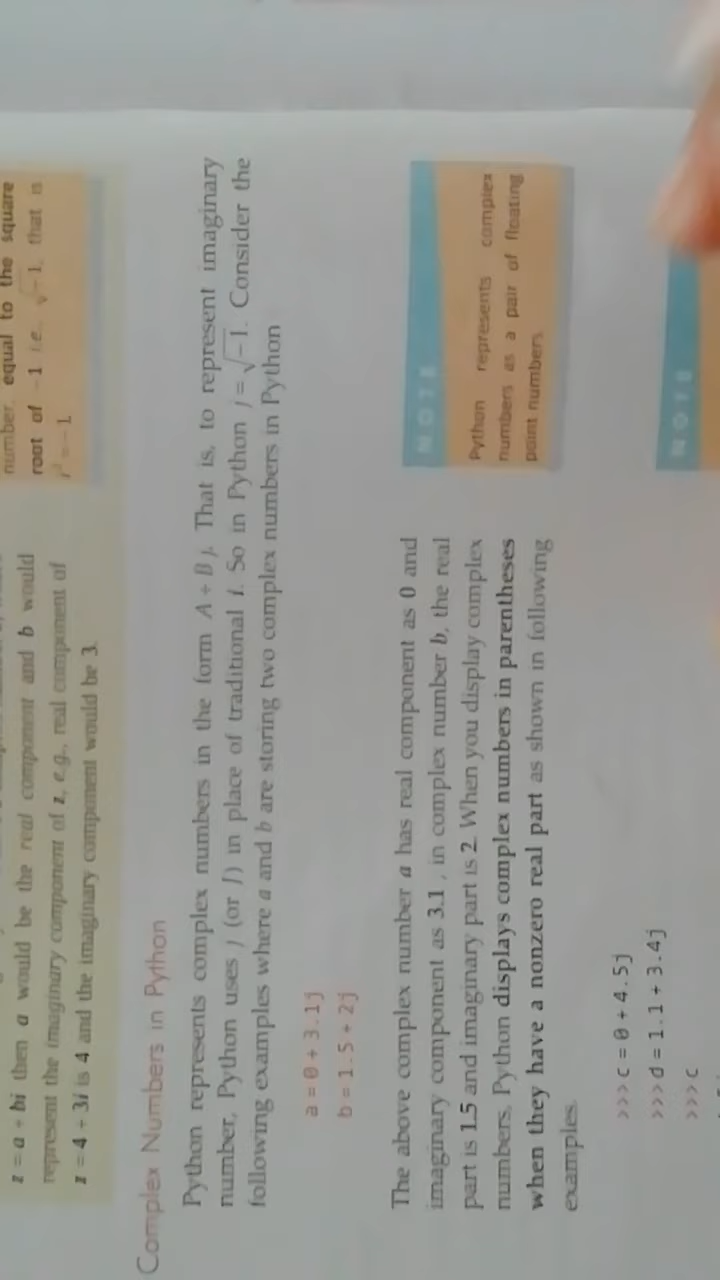 z = a + bi then a would be the real component and b would
represent the imaginary component of z, e.g., real component of
z = 4 + 3i is 4 and the imaginary component would be 3.
number, equal to the square
root of -1 i.e., √-1, that is
i² = -1
Complex Numbers in Python
Python represents complex numbers in the form A + Bj. That is, to represent imaginary
number, Python uses j (or J) in place of traditional i. So in Python j = √-1. Consider the
following examples where a and b are storing two complex numbers in Python
a = 0 + 3.1j
b = 1.5 + 2j
The above complex number a has real component as 0 and
imaginary component as 3.1 , in complex number b, the real
part is 1.5 and imaginary part is 2. When you display complex
numbers, Python displays complex numbers in parentheses
when they have a nonzero real part as shown in following
examples.
NOTE
Python represents complex
numbers as a pair of floating
point numbers
>>> c = 0 + 4.5j
>>> d = 1.1 + 3.4j
>>> c
NOTE